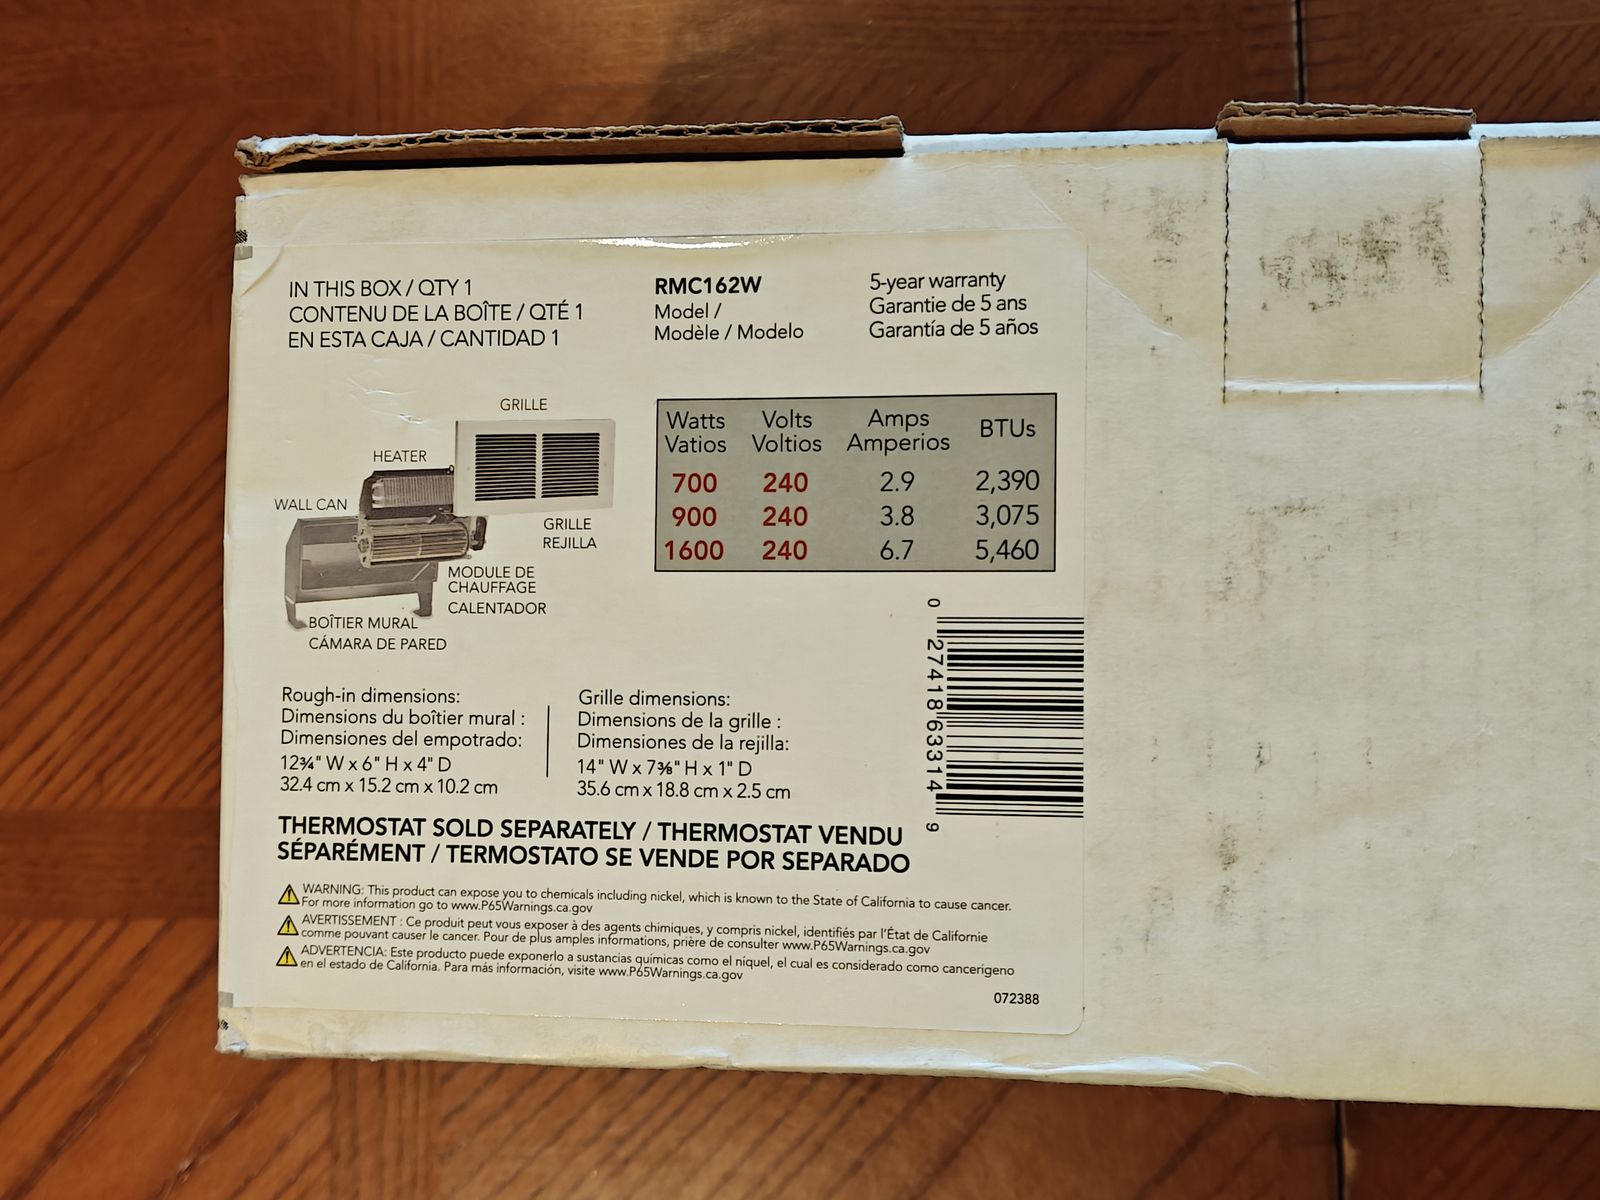 IN THIS BOX / QTY 1
CONTENU DE LA BOÎTE / QTÉ 1
EN ESTA CAJA / CANTIDAD 1
RMC162W
Model /
Modèle / Modelo
5-year warranty
Garantie de 5 ans
Garantía de 5 años
GRILLE
HEATER
WALL CAN
GRILLE
REJILLA
MODULE DE
CHAUFFAGE
CALENTADOR
BOÎTIER MURAL
CÁMARA DE PARED
Watts Volts Amps BTUs
Vatios Voltios Amperios
700 240 2.9 2,390
900 240 3.8 3,075
1600 240 6.7 5,460
0 27418 63314 9
Rough-in dimensions:
Dimensions du boîtier mural :
Dimensiones del empotrado:
12¾" W x 6" H x 4" D
32.4 cm x 15.2 cm x 10.2 cm
Grille dimensions:
Dimensions de la grille :
Dimensiones de la rejilla:
14" W x 7⅜" H x 1" D
35.6 cm x 18.8 cm x 2.5 cm
THERMOSTAT SOLD SEPARATELY / THERMOSTAT VENDU
SÉPARÉMENT / TERMOSTATO SE VENDE POR SEPARADO
WARNING: This product can expose you to chemicals including nickel, which is known to the State of California to cause cancer.
For more information go to www.P65Warnings.ca.gov
AVERTISSEMENT : Ce produit peut vous exposer à des agents chimiques, y compris nickel, identifiés par l'État de Californie
comme pouvant causer le cancer. Pour de plus amples informations, prière de consulter www.P65Warnings.ca.gov
ADVERTENCIA: Este producto puede exponerlo a sustancias químicas como el níquel, el cual es considerado como cancerígeno
en el estado de California. Para más información, visite www.P65Warnings.ca.gov
072388